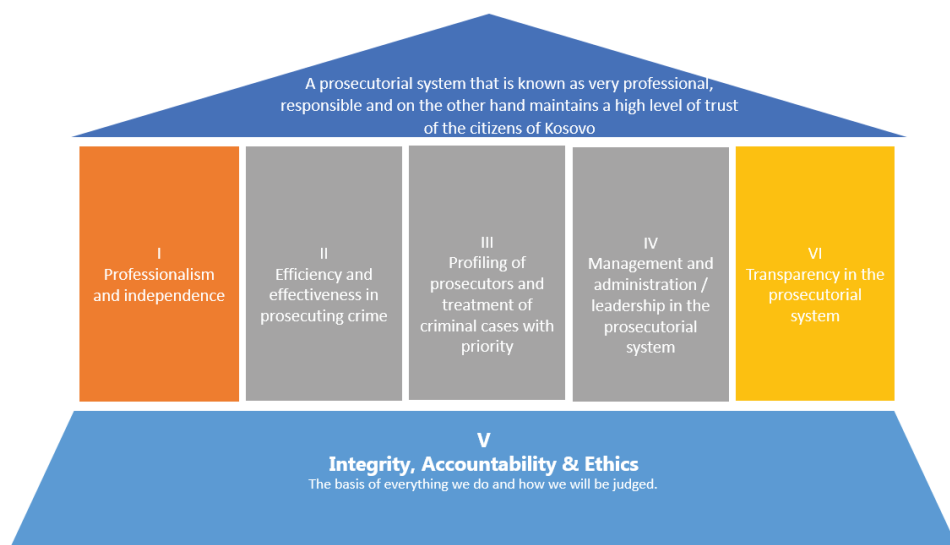 A prosecutorial system that is known as very professional,
responsible and on the other hand maintains a high level of trust
of the citizens of Kosovo
I
Professionalism
and independence
II
Efficiency and
effectiveness in
prosecuting crime
III
Profiling of
prosecutors and
treatment of
criminal cases with
priority
IV
Management and
administration /
leadership in the
prosecutorial
system
VI
Transparency in the
prosecutorial
system
V
Integrity, Accountability & Ethics
The basis of everything we do and how we will be judged.